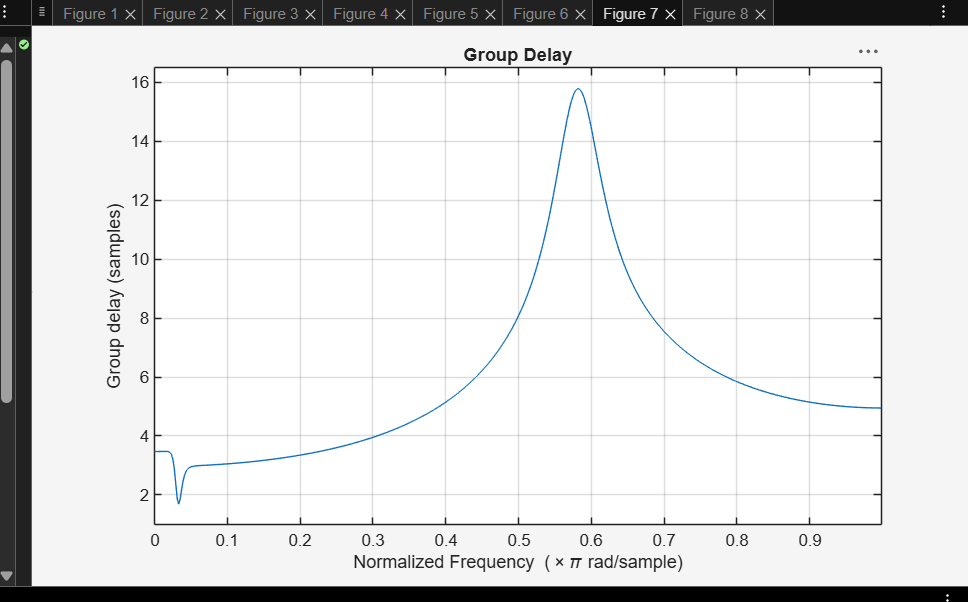 Figure 1 Figure 2 Figure 3 Figure 4 Figure 5 Figure 6 Figure 7 Figure 8
Group Delay
16
14
12
10
8
6
4
2
Group delay (samples)
0 0.1 0.2 0.3 0.4 0.5 0.6 0.7 0.8 0.9
Normalized Frequency (× π rad/sample)